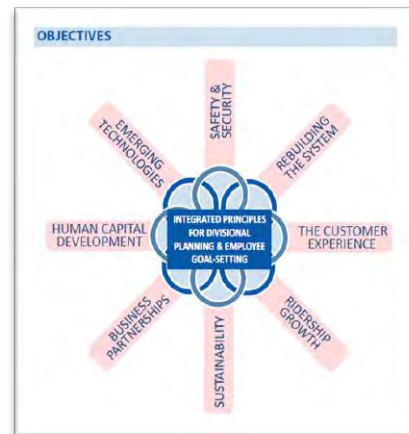 OBJECTIVES
SAFETY &
SECURITY
REBUILDING
THE SYSTEM
THE CUSTOMER
EXPERIENCE
RIDERSHIP
GROWTH
SUSTAINABILITY
BUSINESS
PARTNERSHIPS
HUMAN CAPITAL
DEVELOPMENT
EMERGING
TECHNOLOGIES
INTEGRATED PRINCIPLES
FOR DIVISIONAL
PLANNING & EMPLOYEE
GOAL-SETTING